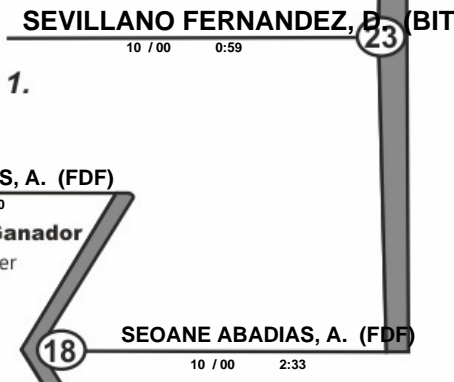 SEVILLANO FERNANDEZ, D. (BIT
23
10 / 00 0:59
1.
S, A. (FDF)
0
Ganador
er
SEOANE ABADIAS, A. (FDF)
18
10 / 00 2:33